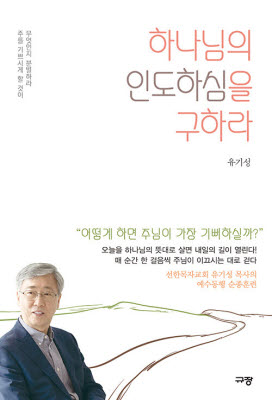 하나님의
인도하심을
구하라
유기성
무엇인지 분별하라
주를 기쁘시게 할 것이
“어떻게 하면 주님이 가장 기뻐하실까?”
오늘을 하나님의 뜻대로 살면 내일의 길이 열린다!
매 순간 한 걸음씩 주님이 이끄시는 대로 걷다
선한목자교회 유기성 목사의
예수동행 순종훈련
규장